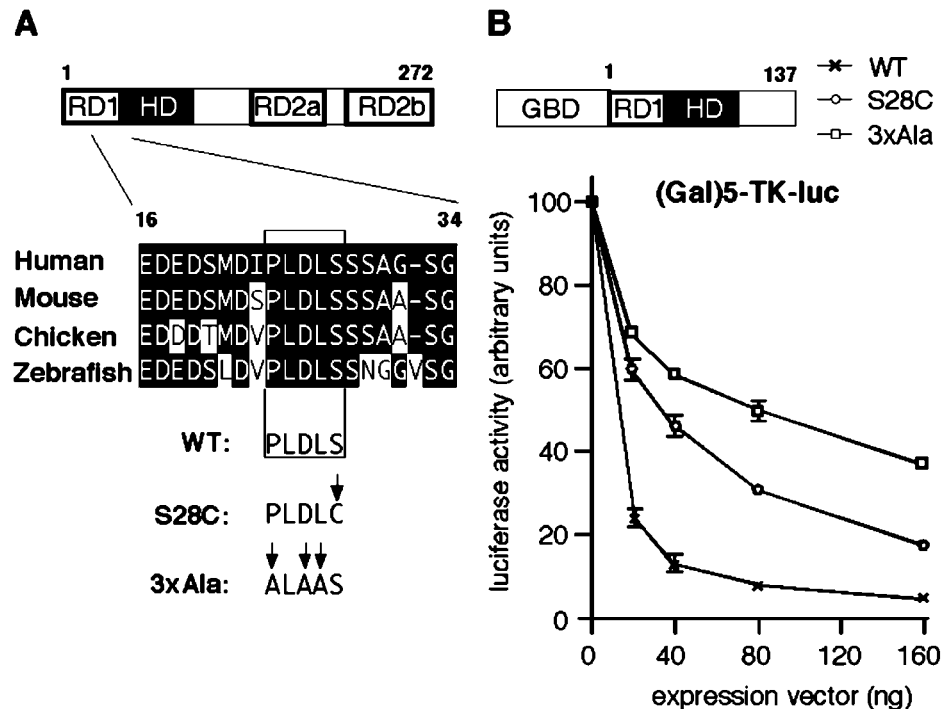 A
1 272
RD1 HD RD2a RD2b
16 34
Human EDEDSMDIPLDLSSSAG-SG
Mouse EDEDSMDSPLDLSSSAA-SG
Chicken EDDDTMDVPLDLSSSAA-SG
Zebrafish EDEDSLDVPLDLSSNGGVSG
WT: PLDLS
S28C: PLDLC
3xAla: ALAAS
B
1 137
GBD RD1 HD
WT
S28C
3xAla
(Gal)5-TK-luc
luciferase activity (arbitrary units)
100
80
60
40
20
0
0 40 80 120 160
expression vector (ng)